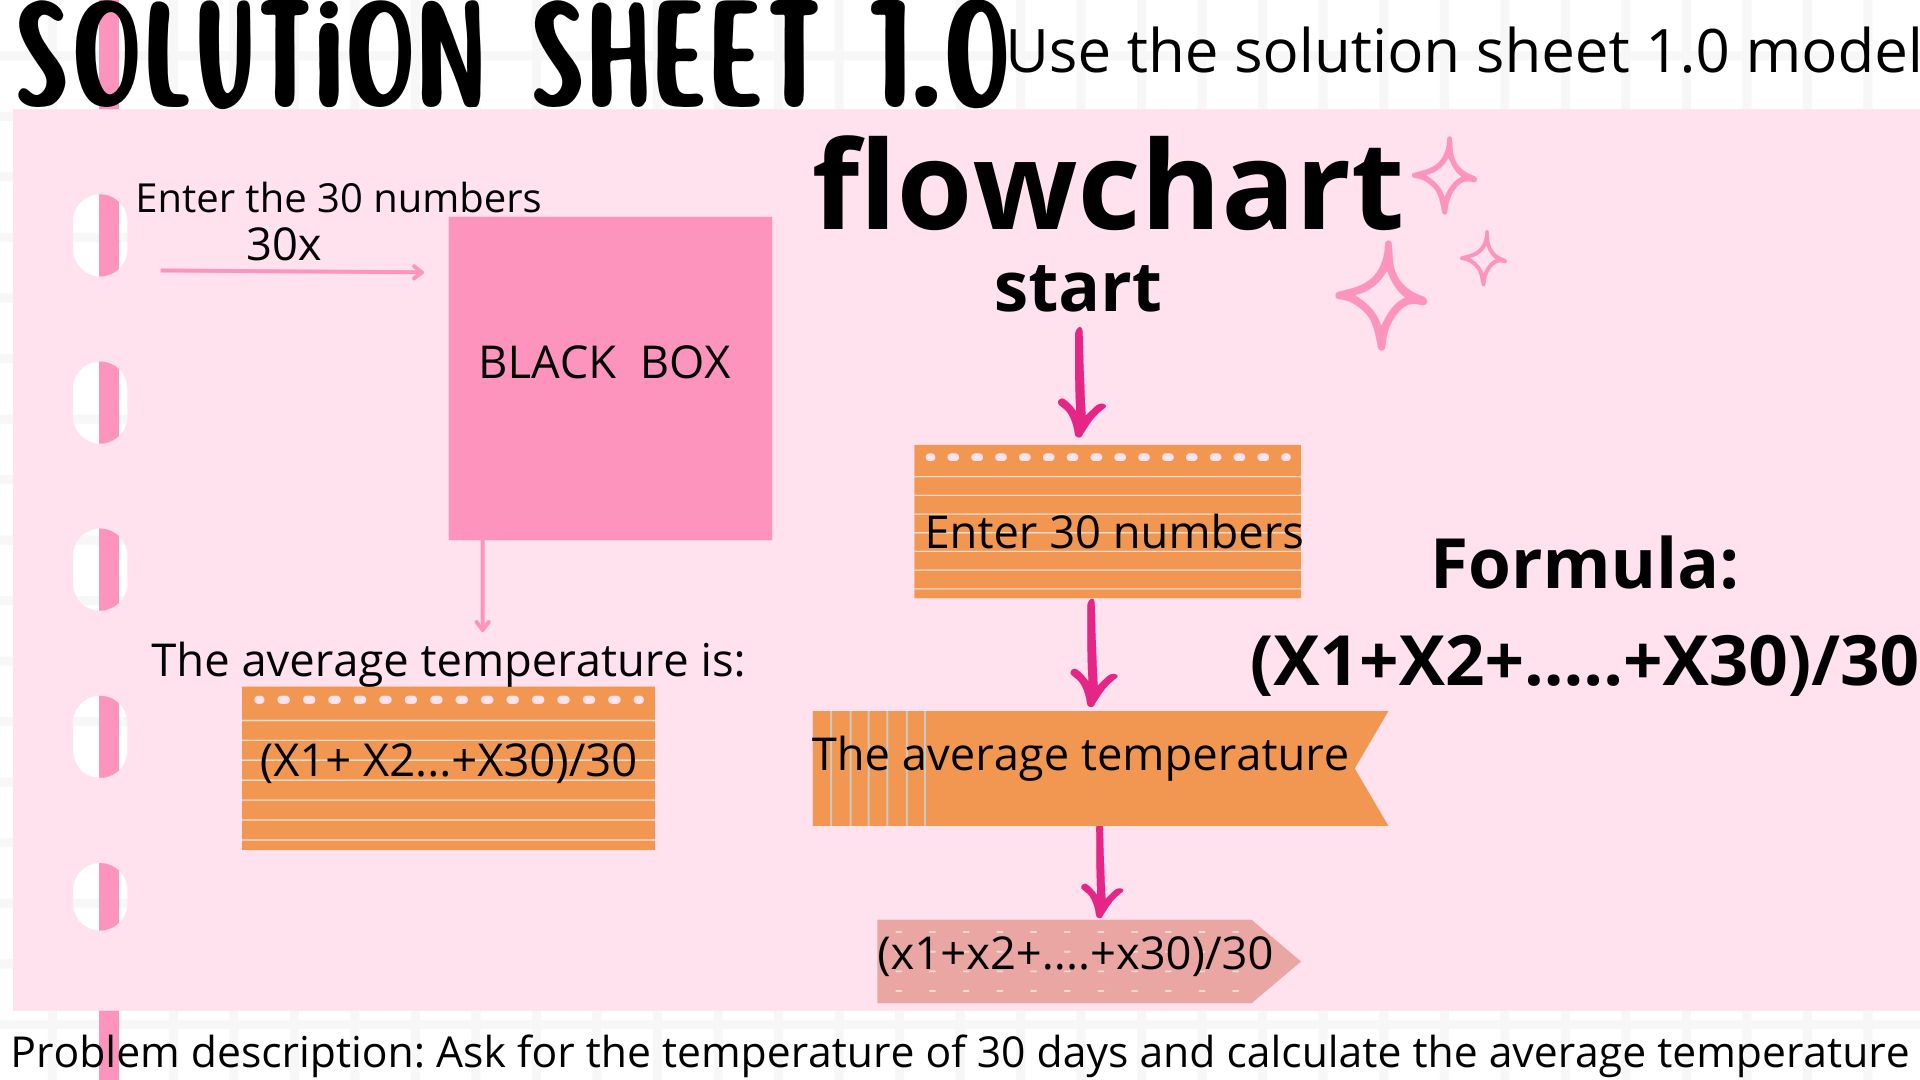 SOLUTiON SHEET 1.0
Use the solution sheet 1.0 model
Enter the 30 numbers
30x
BLACK BOX
The average temperature is:
(X1+ X2...+X30)/30
flowchart
start
Enter 30 numbers
The average temperature
(x1+x2+....+x30)/30
Formula:
(X1+X2+.....+X30)/30
Problem description: Ask for the temperature of 30 days and calculate the average temperature